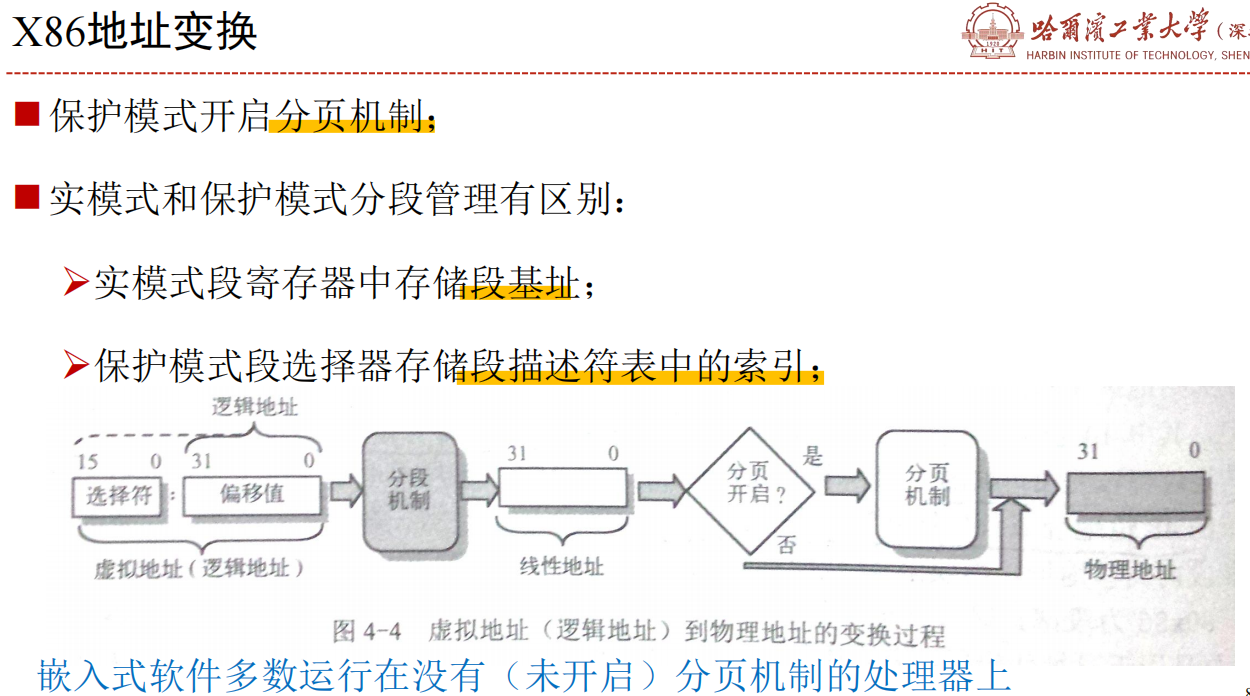 X86地址变换
哈尔滨工业大学（深
HARBIN INSTITUTE OF TECHNOLOGY, SHEN
1920
HIT
保护模式开启分页机制；
实模式和保护模式分段管理有区别：
实模式段寄存器中存储段基址；
保护模式段选择器存储段描述符表中的索引；
逻辑地址
15 0 31 0
选择符 : 偏移值
虚拟地址（逻辑地址）
分段
机制
31 0
线性地址
分页
开启？
是
否
分页
机制
31 0
物理地址
图 4-4 虚拟地址（逻辑地址）到物理地址的变换过程
嵌入式软件多数运行在没有（未开启）分页机制的处理器上